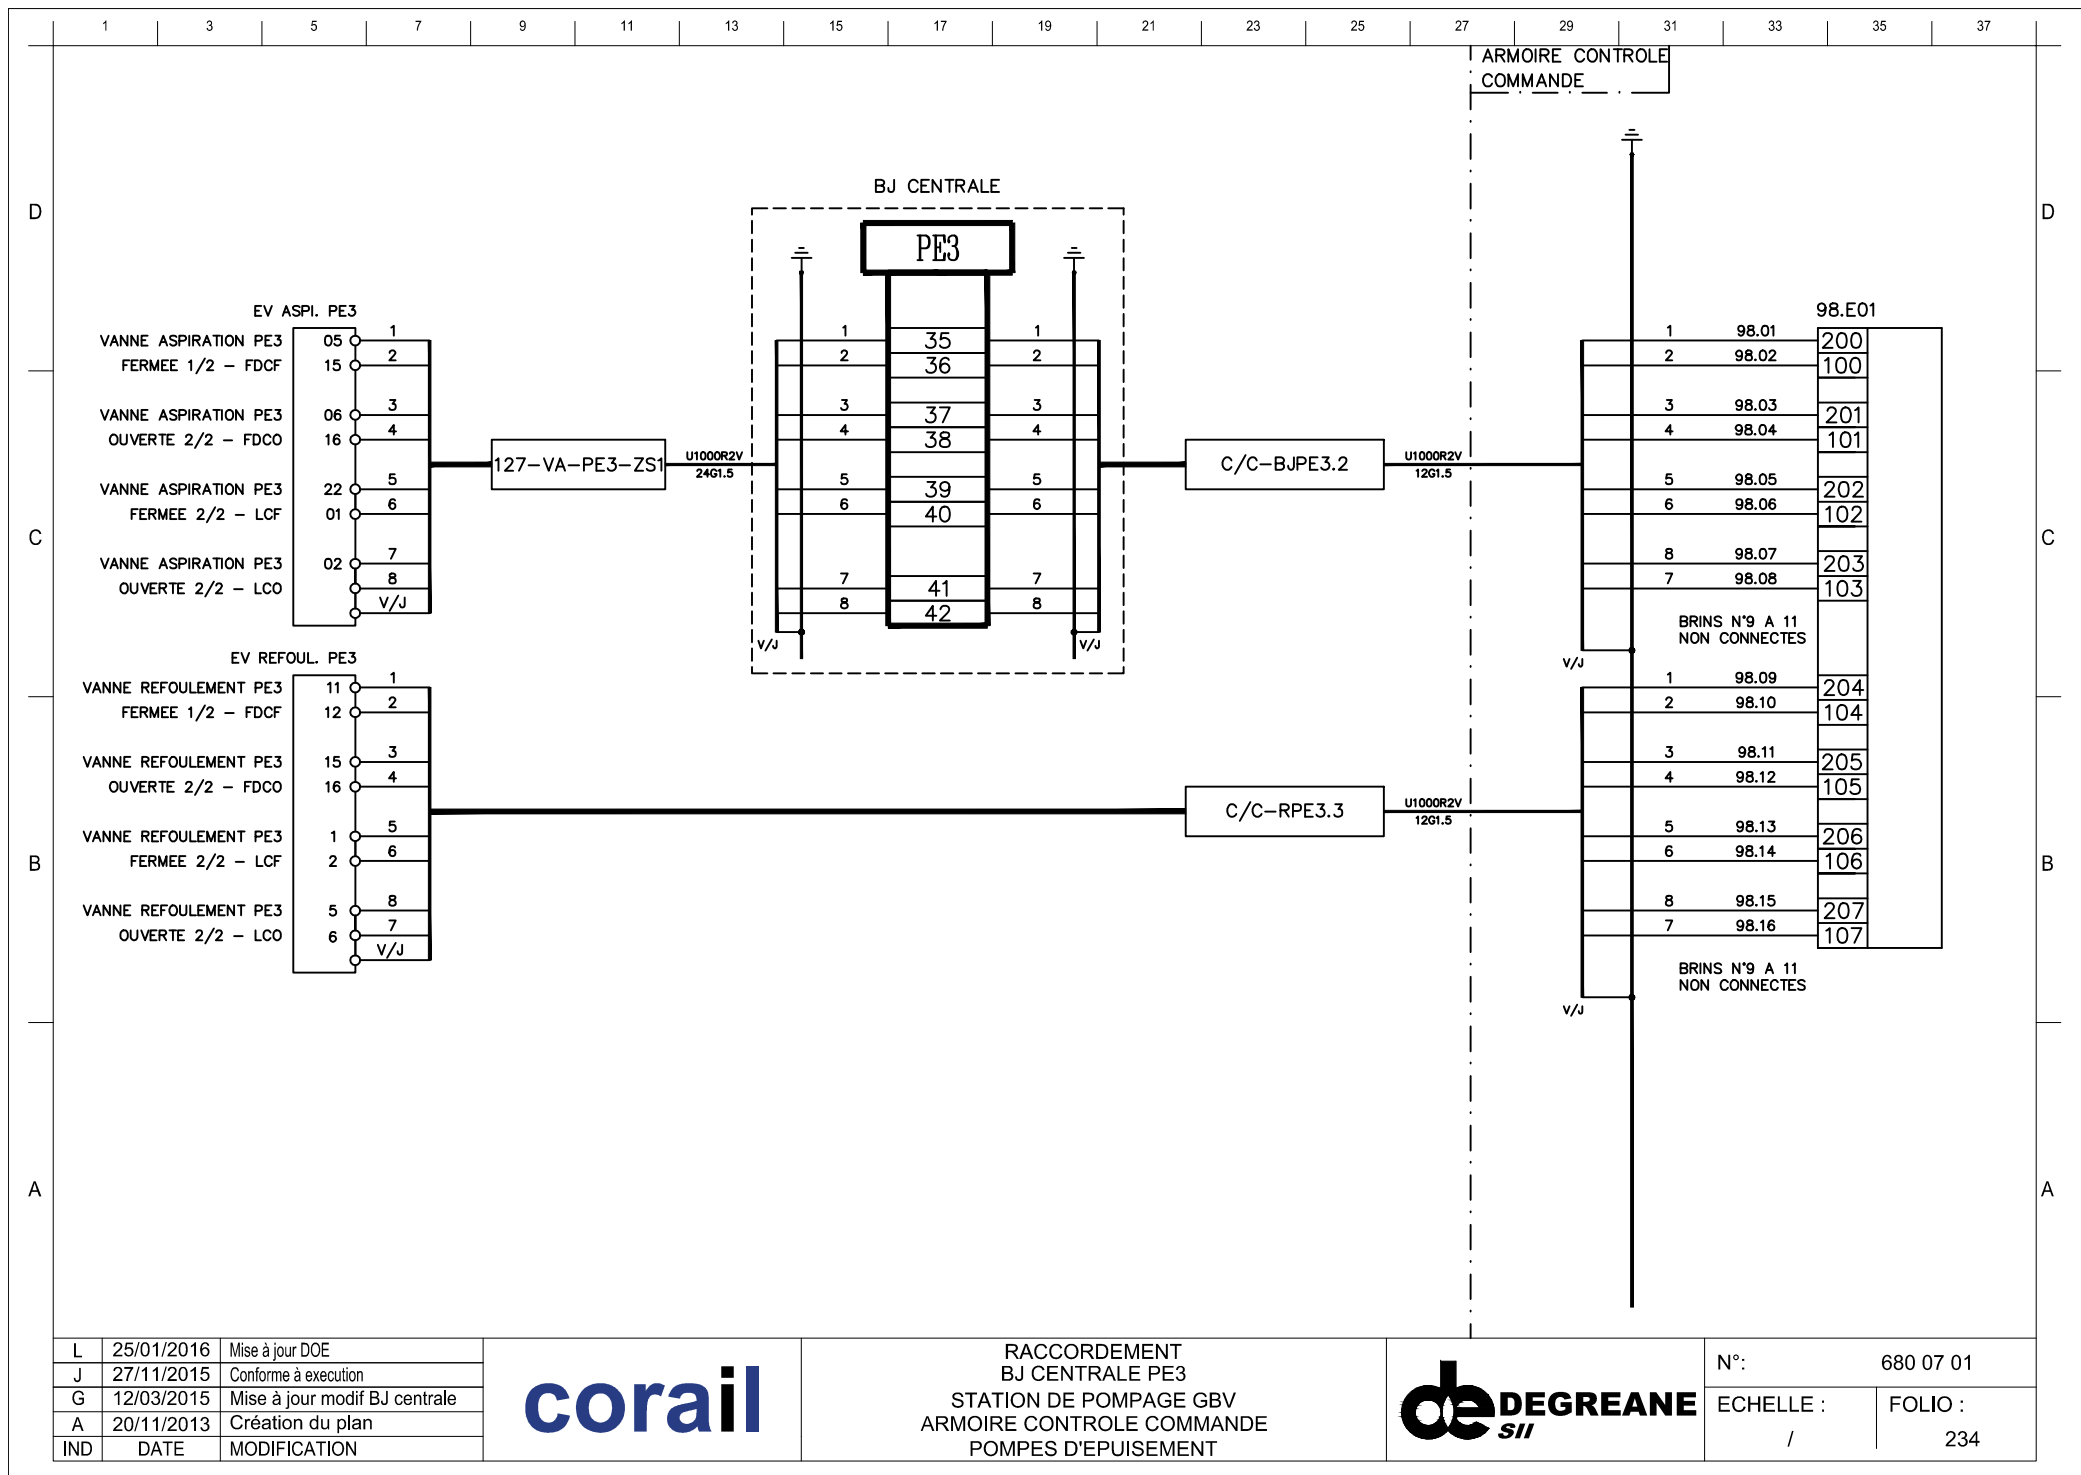 1 3 5 7 9 11 13 15 17 19 21 23 25 27 29 31 33 35 37
ARMOIRE CONTROLE
COMMANDE
D
D
BJ CENTRALE
PE3
EV ASPI. PE3
98.E01
VANNE ASPIRATION PE3 05 1 1 35 1 1 98.01 200
FERMEE 1/2 – FDCF 15 2 2 36 2 2 98.02 100
VANNE ASPIRATION PE3 06 3 3 37 3 3 98.03 201
OUVERTE 2/2 – FDCO 16 4 4 38 4 4 98.04 101
127–VA–PE3–ZS1 U1000R2V C/C–BJPE3.2 U1000R2V
24G1.5 12G1.5
VANNE ASPIRATION PE3 22 5 5 39 5 5 98.05 202
FERMEE 2/2 – LCF 01 6 6 40 6 6 98.06 102
C
C
VANNE ASPIRATION PE3 02 7 8 98.07 203
OUVERTE 2/2 – LCO 8 7 41 7 7 98.08 103
V/J 8 42 8
BRINS N°9 A 11
NON CONNECTES
V/J V/J V/J
EV REFOUL. PE3
VANNE REFOULEMENT PE3 11 1 1 98.09 204
FERMEE 1/2 – FDCF 12 2 2 98.10 104
VANNE REFOULEMENT PE3 15 3 3 98.11 205
OUVERTE 2/2 – FDCO 16 4 4 98.12 105
C/C–RPE3.3 U1000R2V
12G1.5
VANNE REFOULEMENT PE3 1 5 5 98.13 206
FERMEE 2/2 – LCF 2 6 6 98.14 106
B
B
VANNE REFOULEMENT PE3 5 8 8 98.15 207
OUVERTE 2/2 – LCO 6 7 7 98.16 107
V/J
BRINS N°9 A 11
NON CONNECTES
V/J
A
A
L 25/01/2016 Mise à jour DOE
J 27/11/2015 Conforme à execution
G 12/03/2015 Mise à jour modif BJ centrale
A 20/11/2013 Création du plan
IND DATE MODIFICATION
corail
RACCORDEMENT
BJ CENTRALE PE3
STATION DE POMPAGE GBV
ARMOIRE CONTROLE COMMANDE
POMPES D'EPUISEMENT
de DEGREANE
SII
N°: 680 07 01
ECHELLE : FOLIO :
/ 234